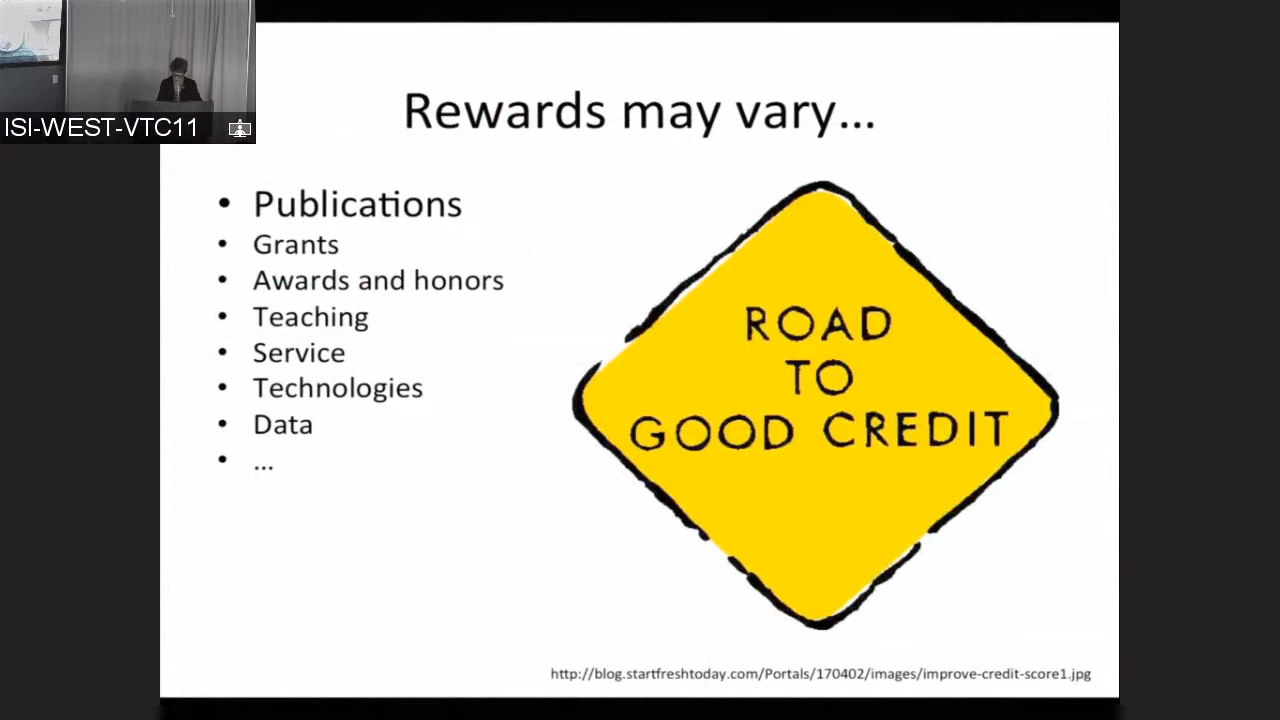 ISI-WEST-VTC11
Rewards may vary...
• Publications
• Grants
• Awards and honors
• Teaching
• Service
• Technologies
• Data
• ...
ROAD
TO
GOOD CREDIT
http://blog.startfreshtoday.com/Portals/170402/images/improve-credit-score1.jpg